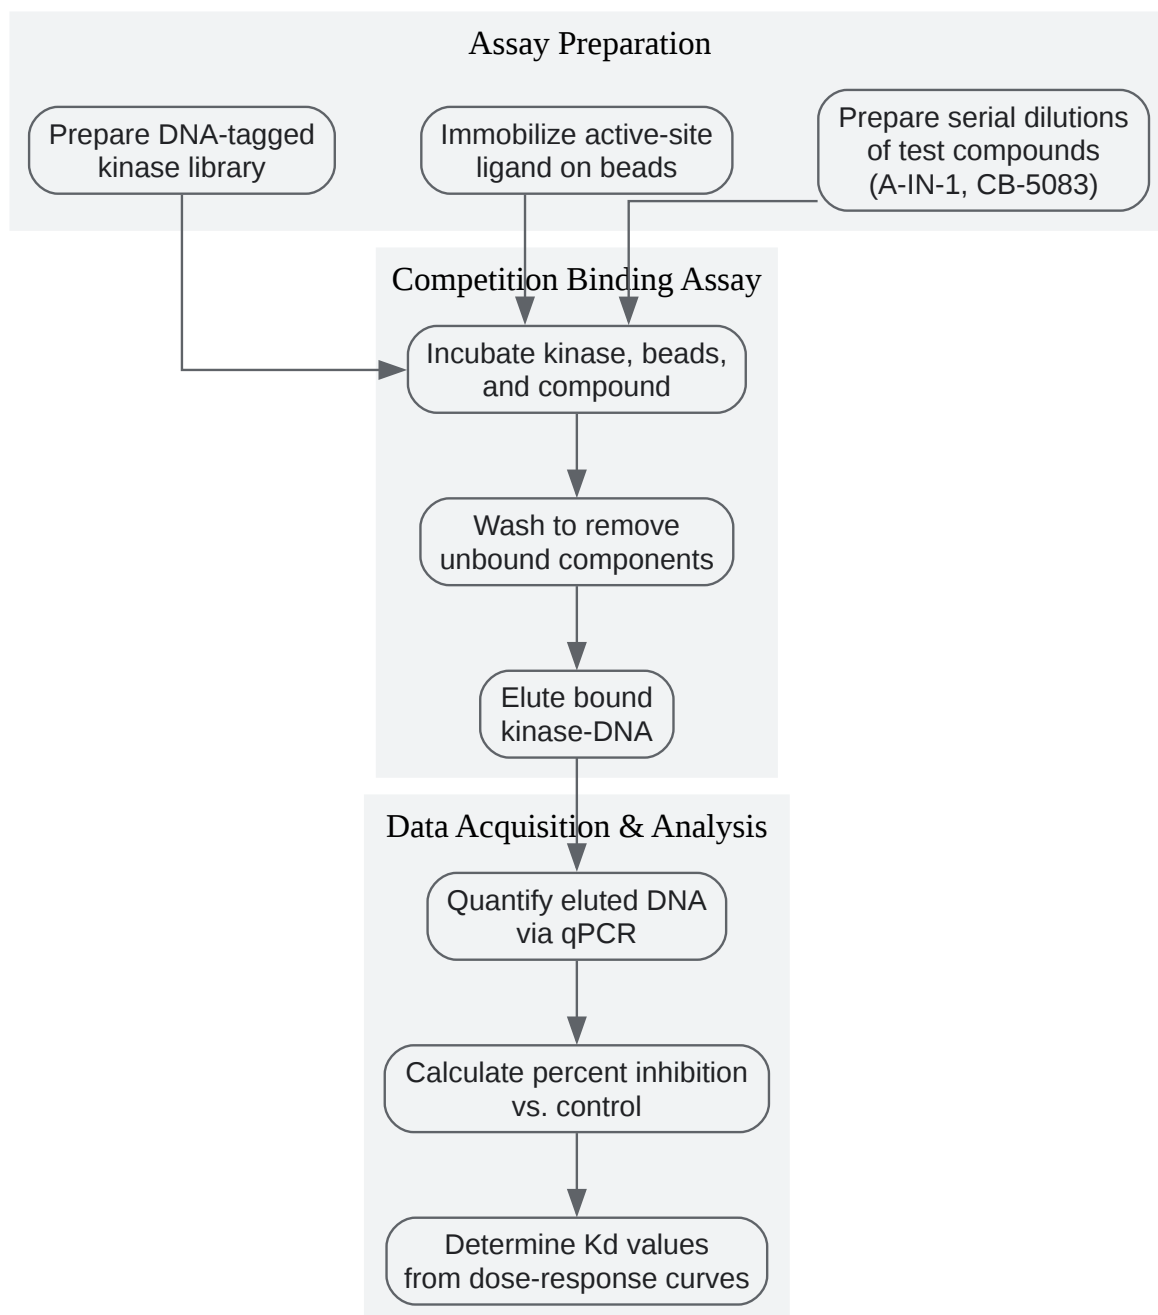 Assay Preparation
Prepare DNA-tagged
kinase library
Immobilize active-site
ligand on beads
Prepare serial dilutions
of test compounds
(A-IN-1, CB-5083)
Competition Binding Assay
Incubate kinase, beads,
and compound
Wash to remove
unbound components
Elute bound
kinase-DNA
Data Acquisition & Analysis
Quantify eluted DNA
via qPCR
Calculate percent inhibition
vs. control
Determine Kd values
from dose-response curves